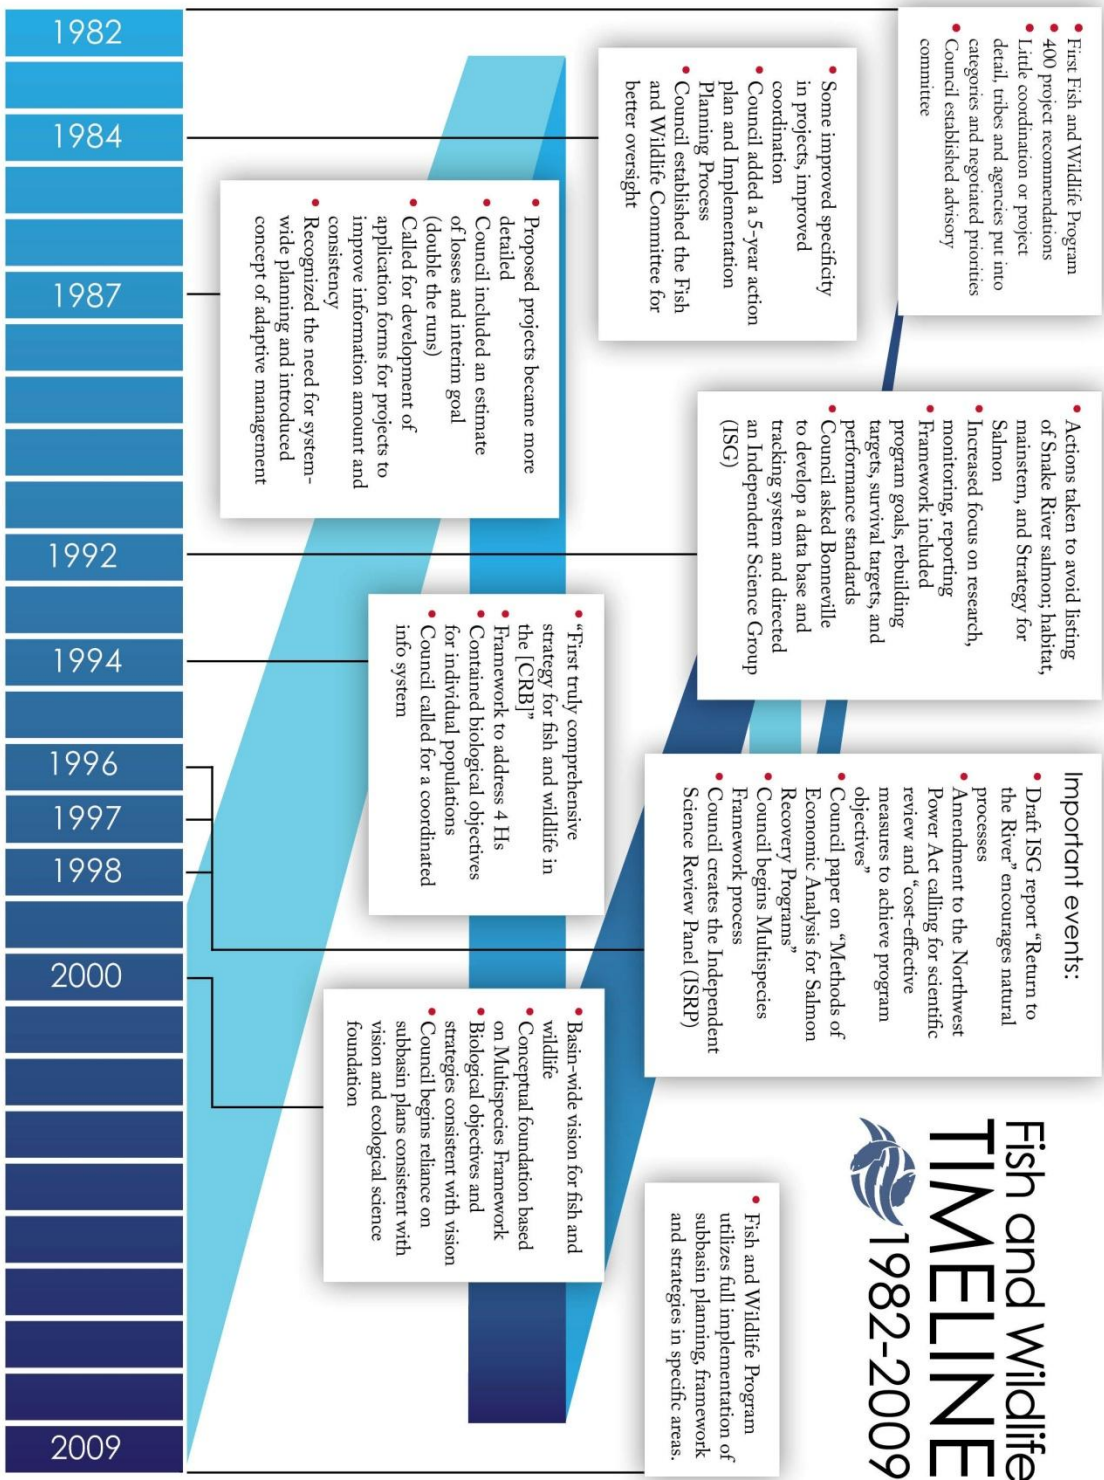 Fish and Wildlife
TIMELINE
1982-2009
1982
• First Fish and Wildlife Program
• 400 project recommendations
• Little coordination or project
detail, tribes and agencies put into
categories and negotiated priorities
• Council established advisory
committee
1984
• Some improved specificity
in projects, improved
coordination
• Council added a 5-year action
plan and Implementation
Planning Process
• Council established the Fish
and Wildlife Committee for
better oversight
1987
• Proposed projects became more
detailed
• Council included an estimate
of losses and interim goal
(double the runs)
• Called for development of
application forms for projects to
improve information amount and
consistency
• Recognized the need for system-
wide planning and introduced
concept of adaptive management
1992
• Actions taken to avoid listing
of Snake River salmon; habitat,
mainstem, and Strategy for
Salmon
• Increased focus on research,
monitoring, reporting
• Framework included
program goals, rebuilding
targets, survival targets, and
performance standards
• Council asked Bonneville
to develop a data base and
tracking system and directed
an Independent Science Group
(ISG)
1994
• "First truly comprehensive
strategy for fish and wildlife in
the [CRB]"
• Framework to address 4 Hs
• Contained biological objectives
for individual populations
• Council called for a coordinated
info system
1996
1997
1998
Important events:
• Draft ISG report "Return to
the River" encourages natural
processes
• Amendment to the Northwest
Power Act calling for scientific
review and "cost-effective
measures to achieve program
objectives"
• Council paper on "Methods of
Economic Analysis for Salmon
Recovery Programs"
• Council begins Multispecies
Framework process
• Council creates the Independent
Science Review Panel (ISRP)
2000
• Basin-wide vision for fish and
wildlife
• Conceptual foundation based
on Multispecies Framework
• Biological objectives and
strategies consistent with vision
• Council begins reliance on
subbasin plans consistent with
vision and ecological science
foundation
2009
• Fish and Wildlife Program
utilizes full implementation of
subbasin planning, framework
and strategies in specific areas.